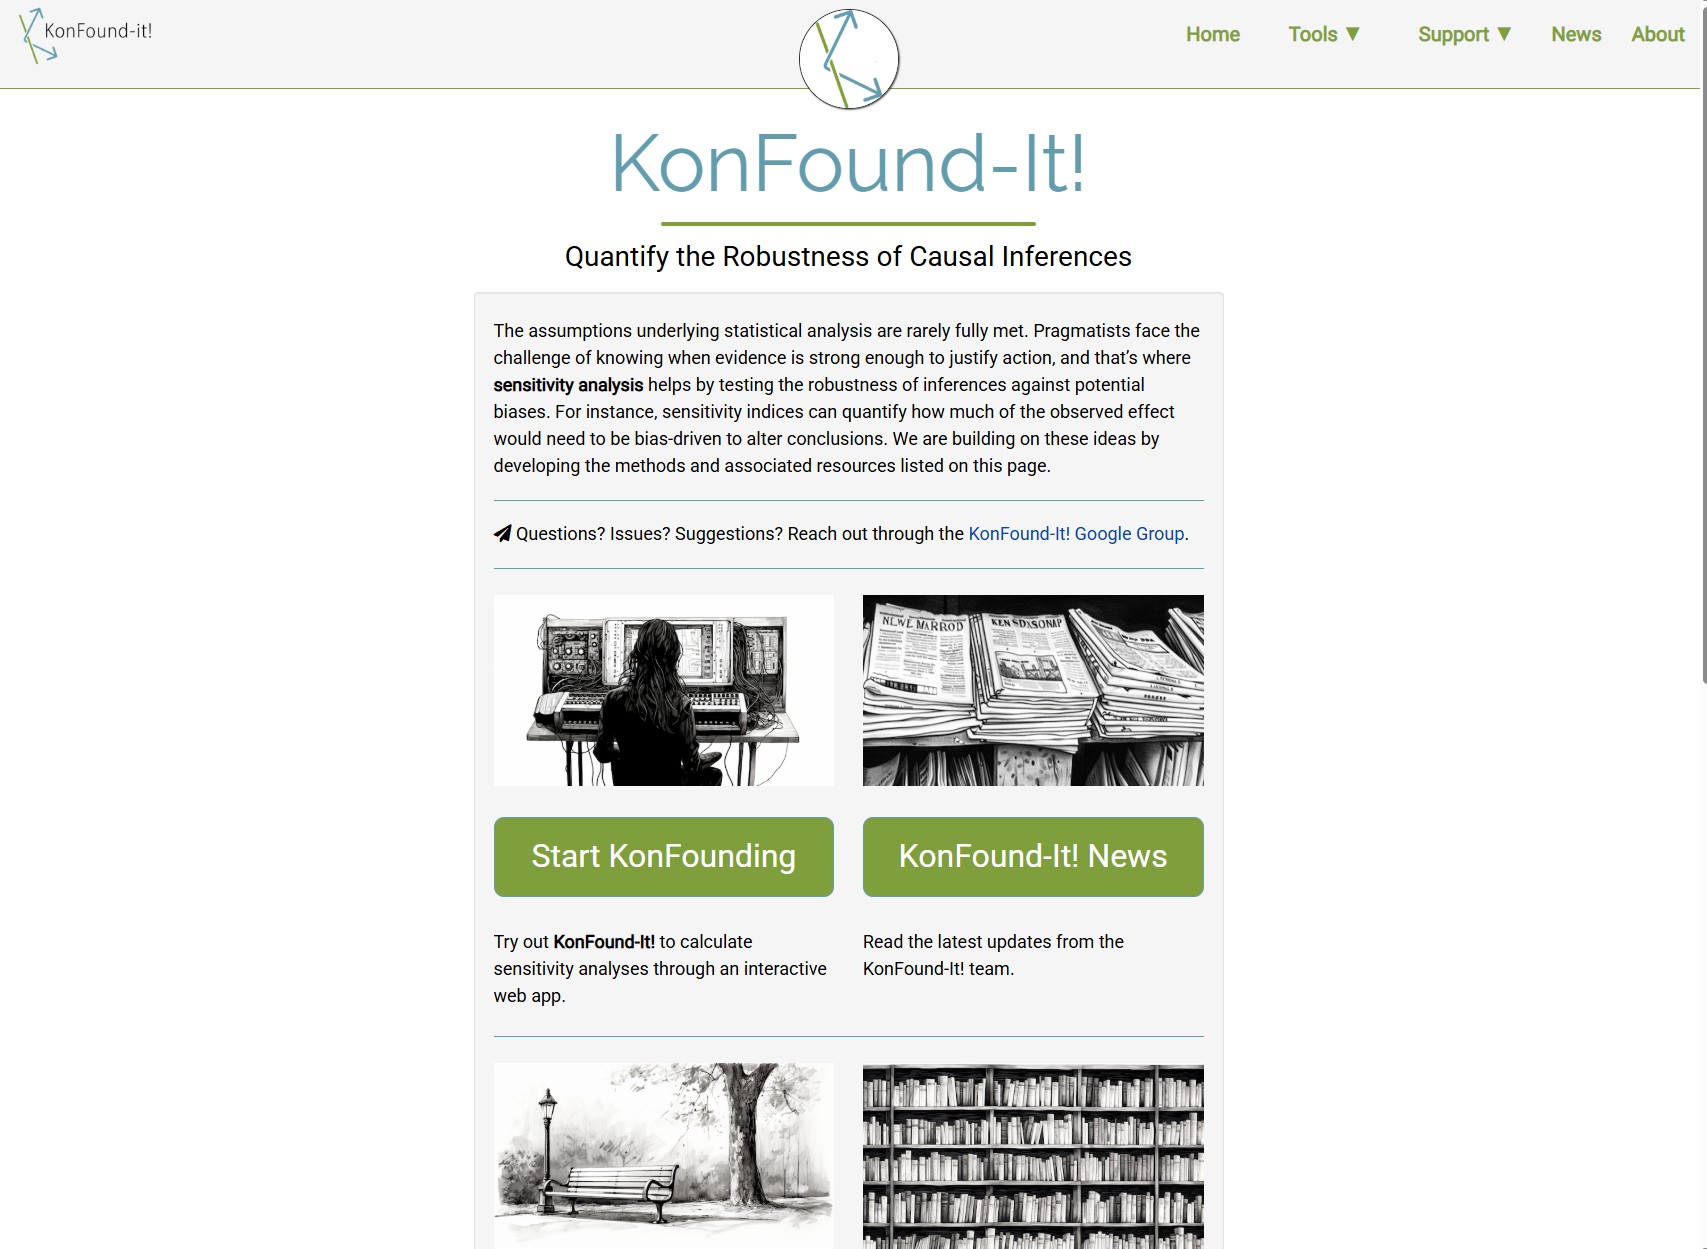 KonFound-it!
Home
Tools ▼
Support ▼
News
About
KonFound-It!
Quantify the Robustness of Causal Inferences
The assumptions underlying statistical analysis are rarely fully met. Pragmatists face the
challenge of knowing when evidence is strong enough to justify action, and that’s where
sensitivity analysis helps by testing the robustness of inferences against potential
biases. For instance, sensitivity indices can quantify how much of the observed effect
would need to be bias-driven to alter conclusions. We are building on these ideas by
developing the methods and associated resources listed on this page.
Questions? Issues? Suggestions? Reach out through the KonFound-It! Google Group.
Start KonFounding
KonFound-It! News
Try out KonFound-It! to calculate
sensitivity analyses through an interactive
web app.
Read the latest updates from the
KonFound-It! team.